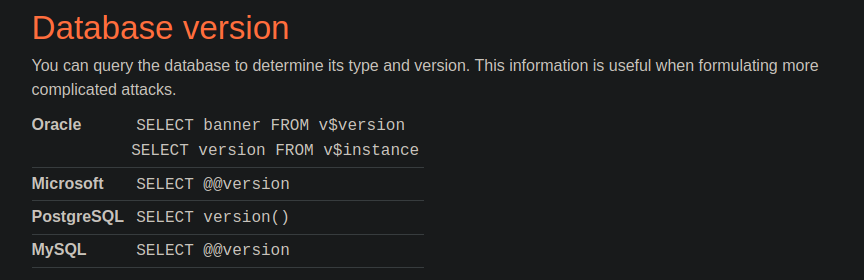 Database version
You can query the database to determine its type and version. This information is useful when formulating more
complicated attacks.
Oracle SELECT banner FROM v$version
SELECT version FROM v$instance
Microsoft SELECT @@version
PostgreSQL SELECT version()
MySQL SELECT @@version